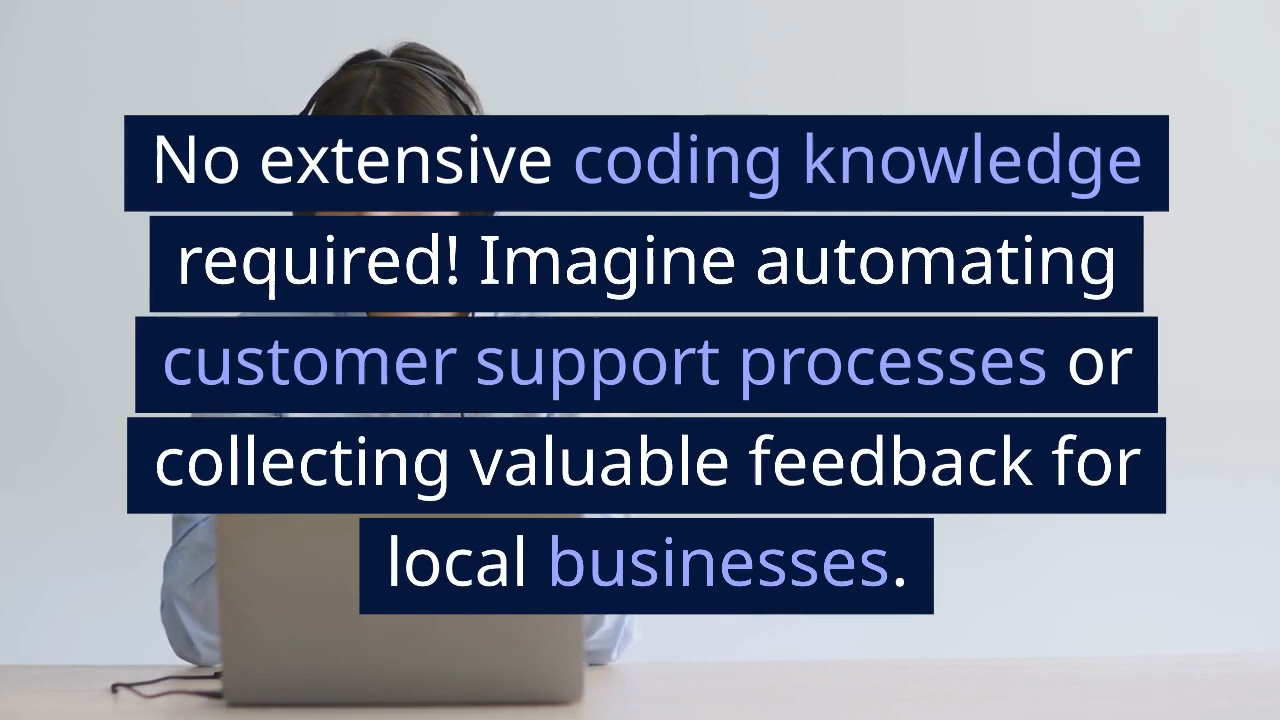 No extensive coding knowledge
required! Imagine automating
customer support processes or
collecting valuable feedback for
local businesses.